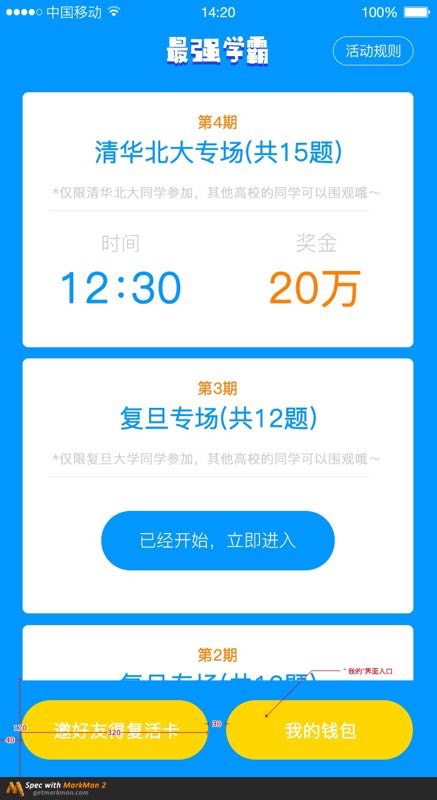 中国移动
14:20
100%
最强学霸
活动规则
第4期
清华北大专场(共15题)
*仅限清华北大同学参加，其他高校的同学可以围观哦～
时间
奖金
12:30
20万
第3期
复旦专场(共12题)
*仅限复旦大学同学参加，其他高校的同学可以围观哦～
已经开始，立即进入
第2期
复旦专场(共12题)
"我的"界面入口
邀好友得复活卡
我的钱包
120
320
30
40
3
Spec with MarkMan 2
getmarkman.com